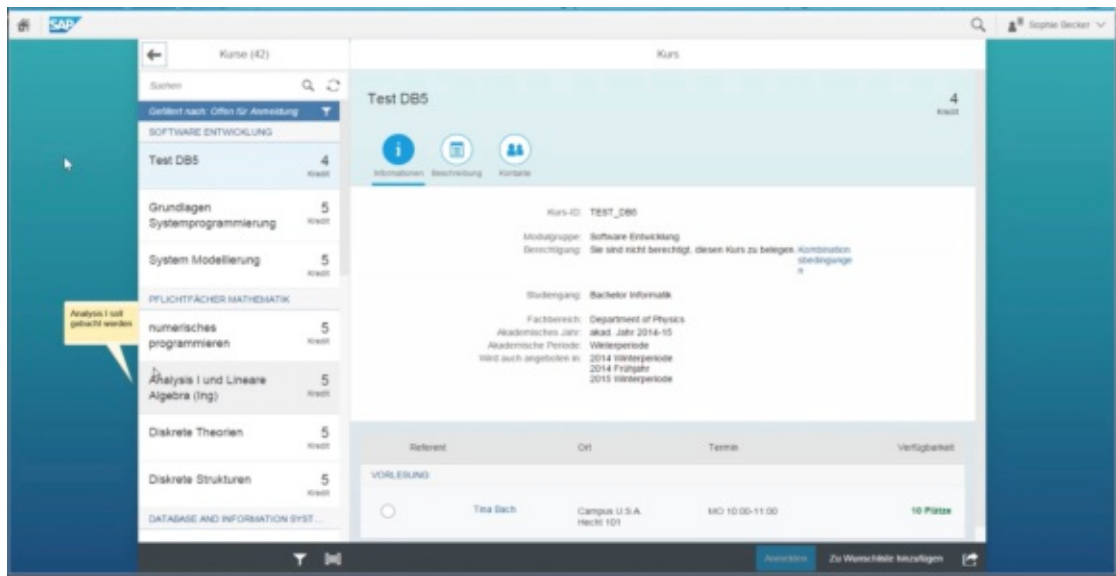 SAP
Sophie Becker
Kurse (42)
Kurs
Suchen
Gefiltert nach: Offen für Anmeldung
SOFTWARE ENTWICKLUNG
Test DB5
4
Kredit
Grundlagen
Systemprogrammierung
5
Kredit
System Modellierung
5
Kredit
PFLICHTFÄCHER MATHEMATIK
numerisches
programmieren
5
Kredit
Analysis I und Lineare
Algebra (Ing)
5
Kredit
Diskrete Theorien
5
Kredit
Diskrete Strukturen
5
Kredit
DATABASE AND INFORMATION SYST...
Analysis I soll
gebucht werden
Test DB5
4
Kredit
Informationen Beschreibung Kontakte
Kurs-ID: TEST_DB5
Modulgruppe: Software Entwicklung
Berechtigung: Sie sind nicht berechtigt, diesen Kurs zu belegen. Kombination
sbedingunge
n
Studiengang: Bachelor Informatik
Fachbereich: Department of Physics
Akademisches Jahr: akad. Jahr 2014-15
Akademische Periode: Winterperiode
Wird auch angeboten in: 2014 Winterperiode
2014 Frühjahr
2015 Winterperiode
Referent Ort Termin Verfügbarkeit
VORLESUNG
Tina Bach Campus U.S.A. MO 10:00-11:00 10 Plätze
Hecht 101
Anmelden Zu Wunschliste hinzufügen